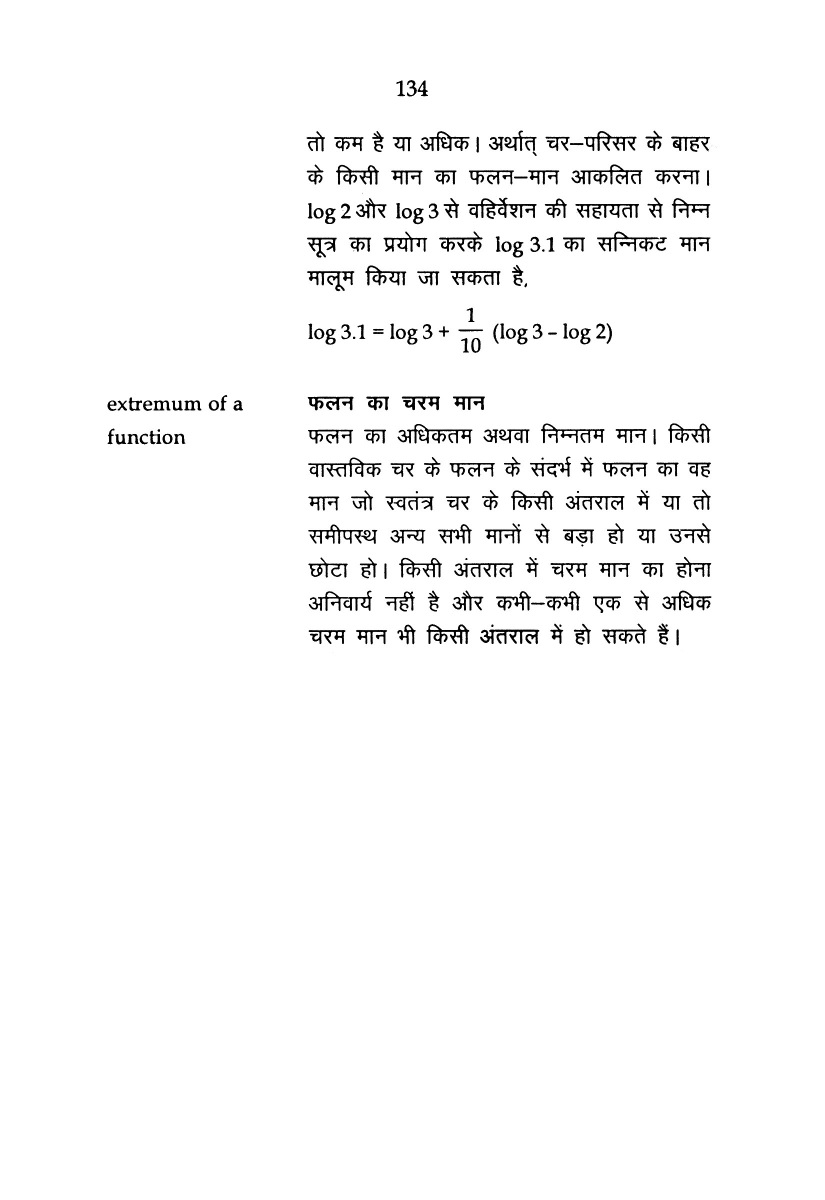 134
तो कम है या अधिक। अर्थात् चर–परिसर के बाहर
के किसी मान का फलन–मान आकलित करना।
log 2 और log 3 से वहिर्वेशन की सहायता से निम्न
सूत्र का प्रयोग करके log 3.1 का सन्निकट मान
मालूम किया जा सकता है,
log 3.1 = log 3 + 1/10 (log 3 – log 2)
extremum of a फलन का चरम मान
function फलन का अधिकतम अथवा निम्नतम मान। किसी
वास्तविक चर के फलन के संदर्भ में फलन का वह
मान जो स्वतंत्र चर के किसी अंतराल में या तो
समीपस्थ अन्य सभी मानों से बड़ा हो या उनसे
छोटा हो। किसी अंतराल में चरम मान का होना
अनिवार्य नहीं है और कभी–कभी एक से अधिक
चरम मान भी किसी अंतराल में हो सकते हैं।